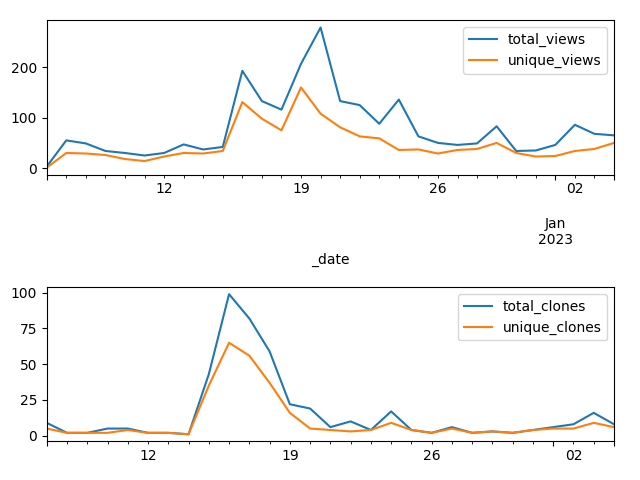 total_views
unique_views
200
100
0
12 19 26 02
Jan
2023
_date
total_clones
unique_clones
100
75
50
25
0
12 19 26 02